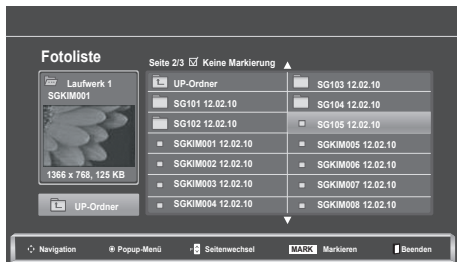 Fotoliste
Seite 2/3 ☑ Keine Markierung
Laufwerk 1
SGKIM001
1366 x 768, 125 KB
UP-Ordner
UP-Ordner
SG101 12.02.10
SG102 12.02.10
SGKIM001 12.02.10
SGKIM002 12.02.10
SGKIM003 12.02.10
SGKIM004 12.02.10
SG103 12.02.10
SG104 12.02.10
SG105 12.02.10
SGKIM005 12.02.10
SGKIM006 12.02.10
SGKIM007 12.02.10
SGKIM008 12.02.10
Navigation Popup-Menü P Seitenwechsel MARK Markieren Beenden